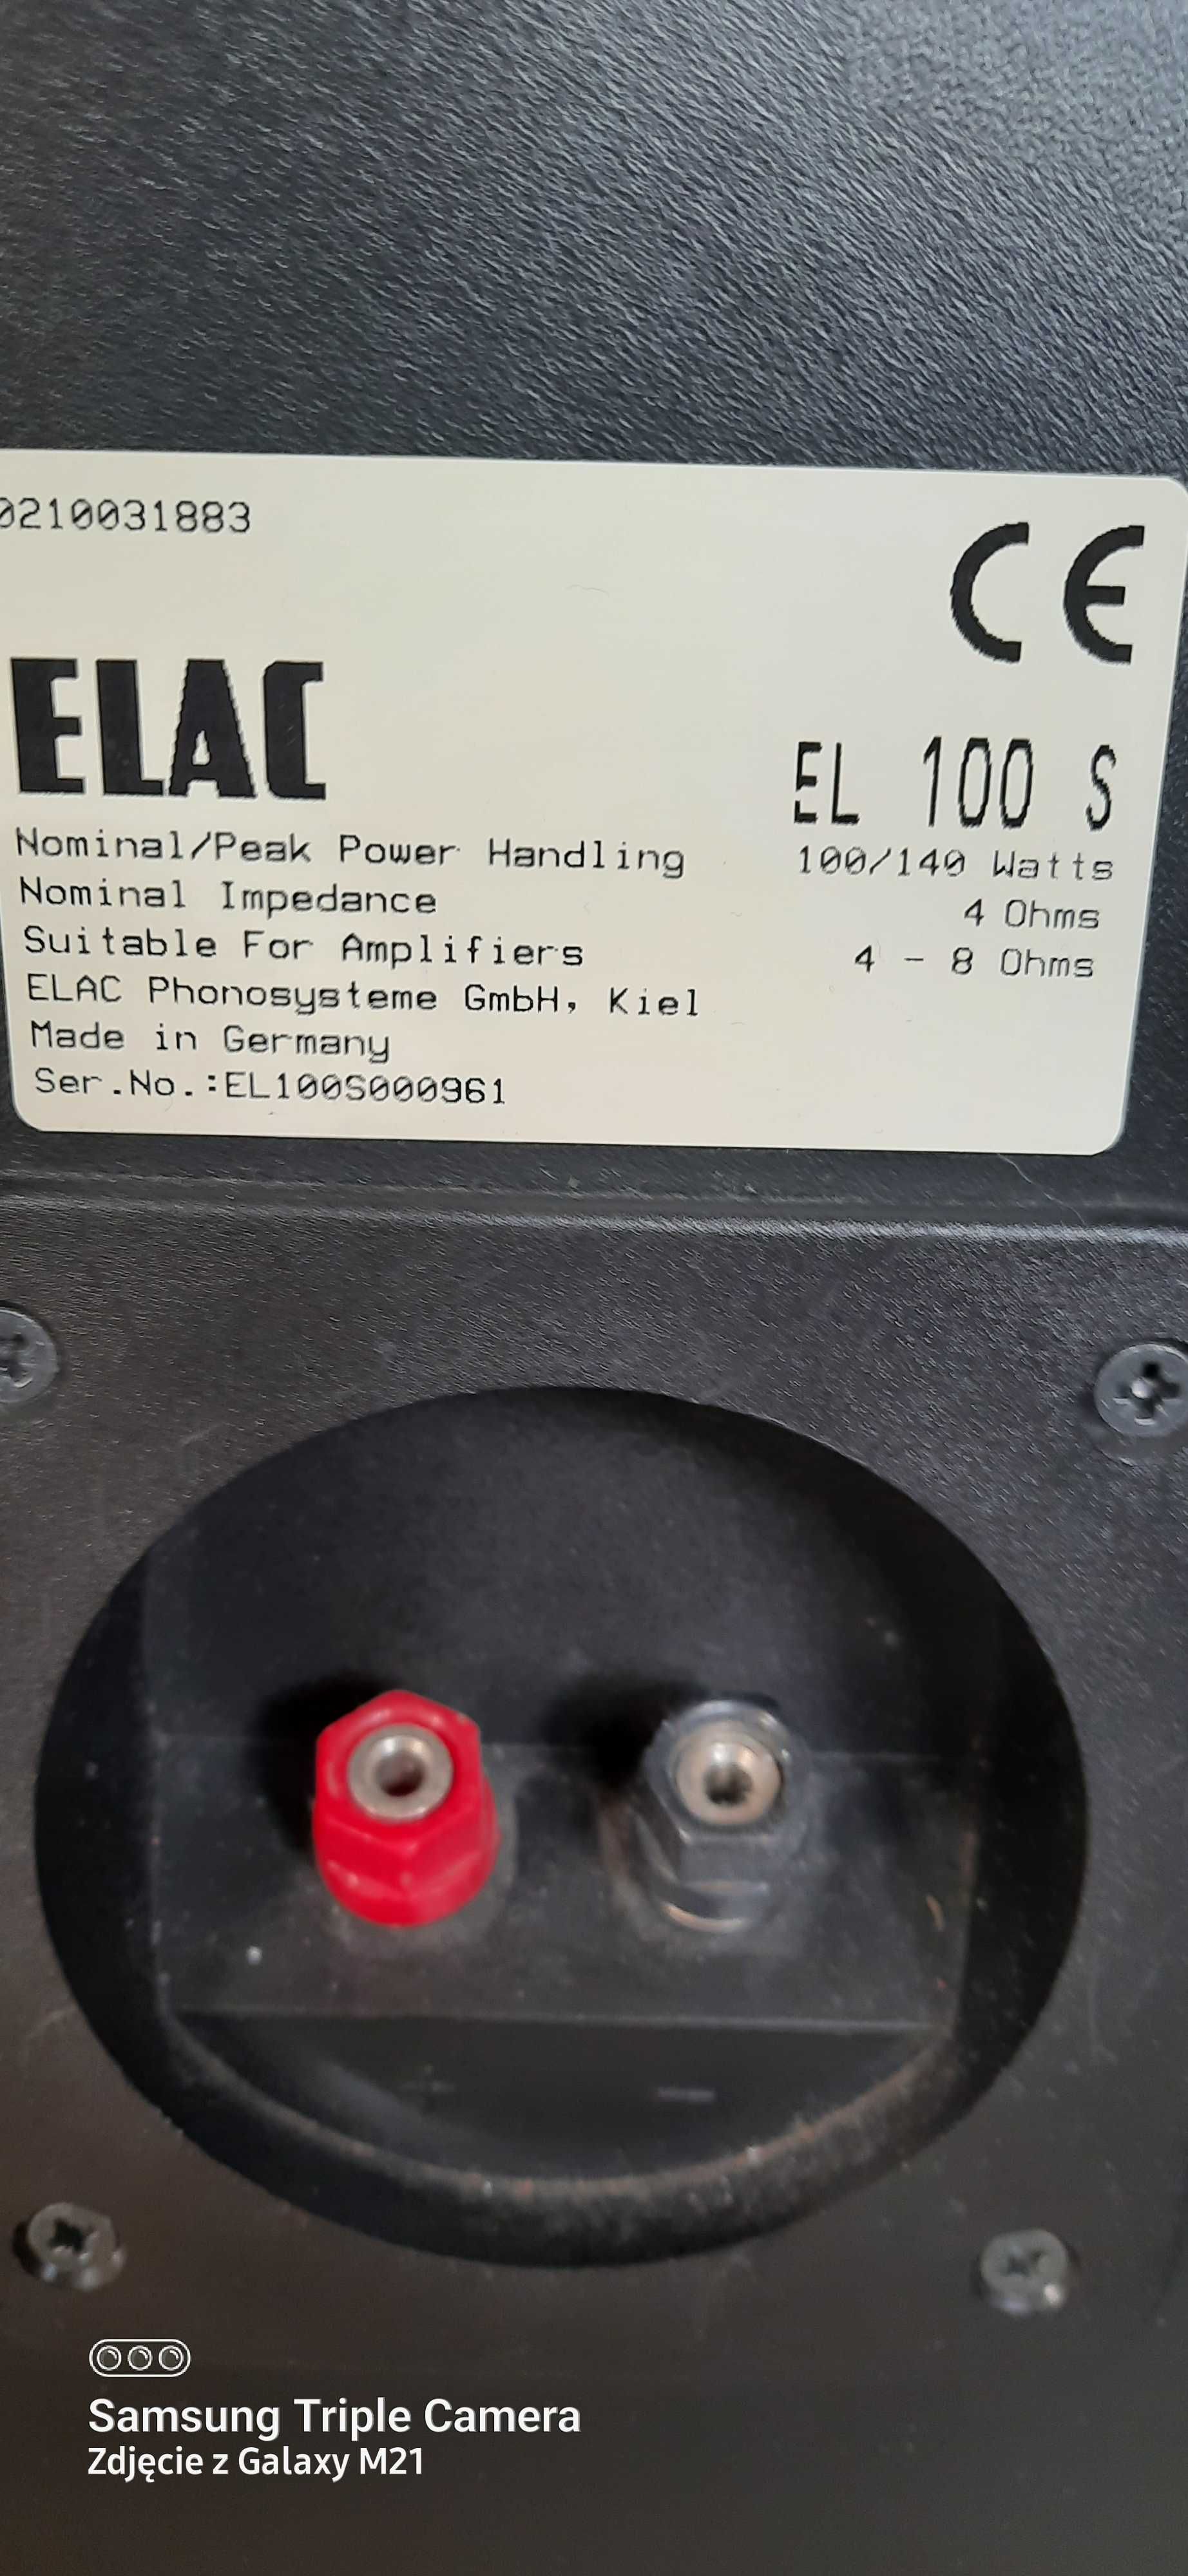 0210031883
CE
ELAC
EL 100 S
Nominal/Peak Power Handling 100/140 Watts
Nominal Impedance 4 Ohms
Suitable For Amplifiers 4 - 8 Ohms
ELAC Phonosysteme GmbH, Kiel
Made in Germany
Ser.No.:EL100S000961
+ −
Samsung Triple Camera
Zdjęcie z Galaxy M21